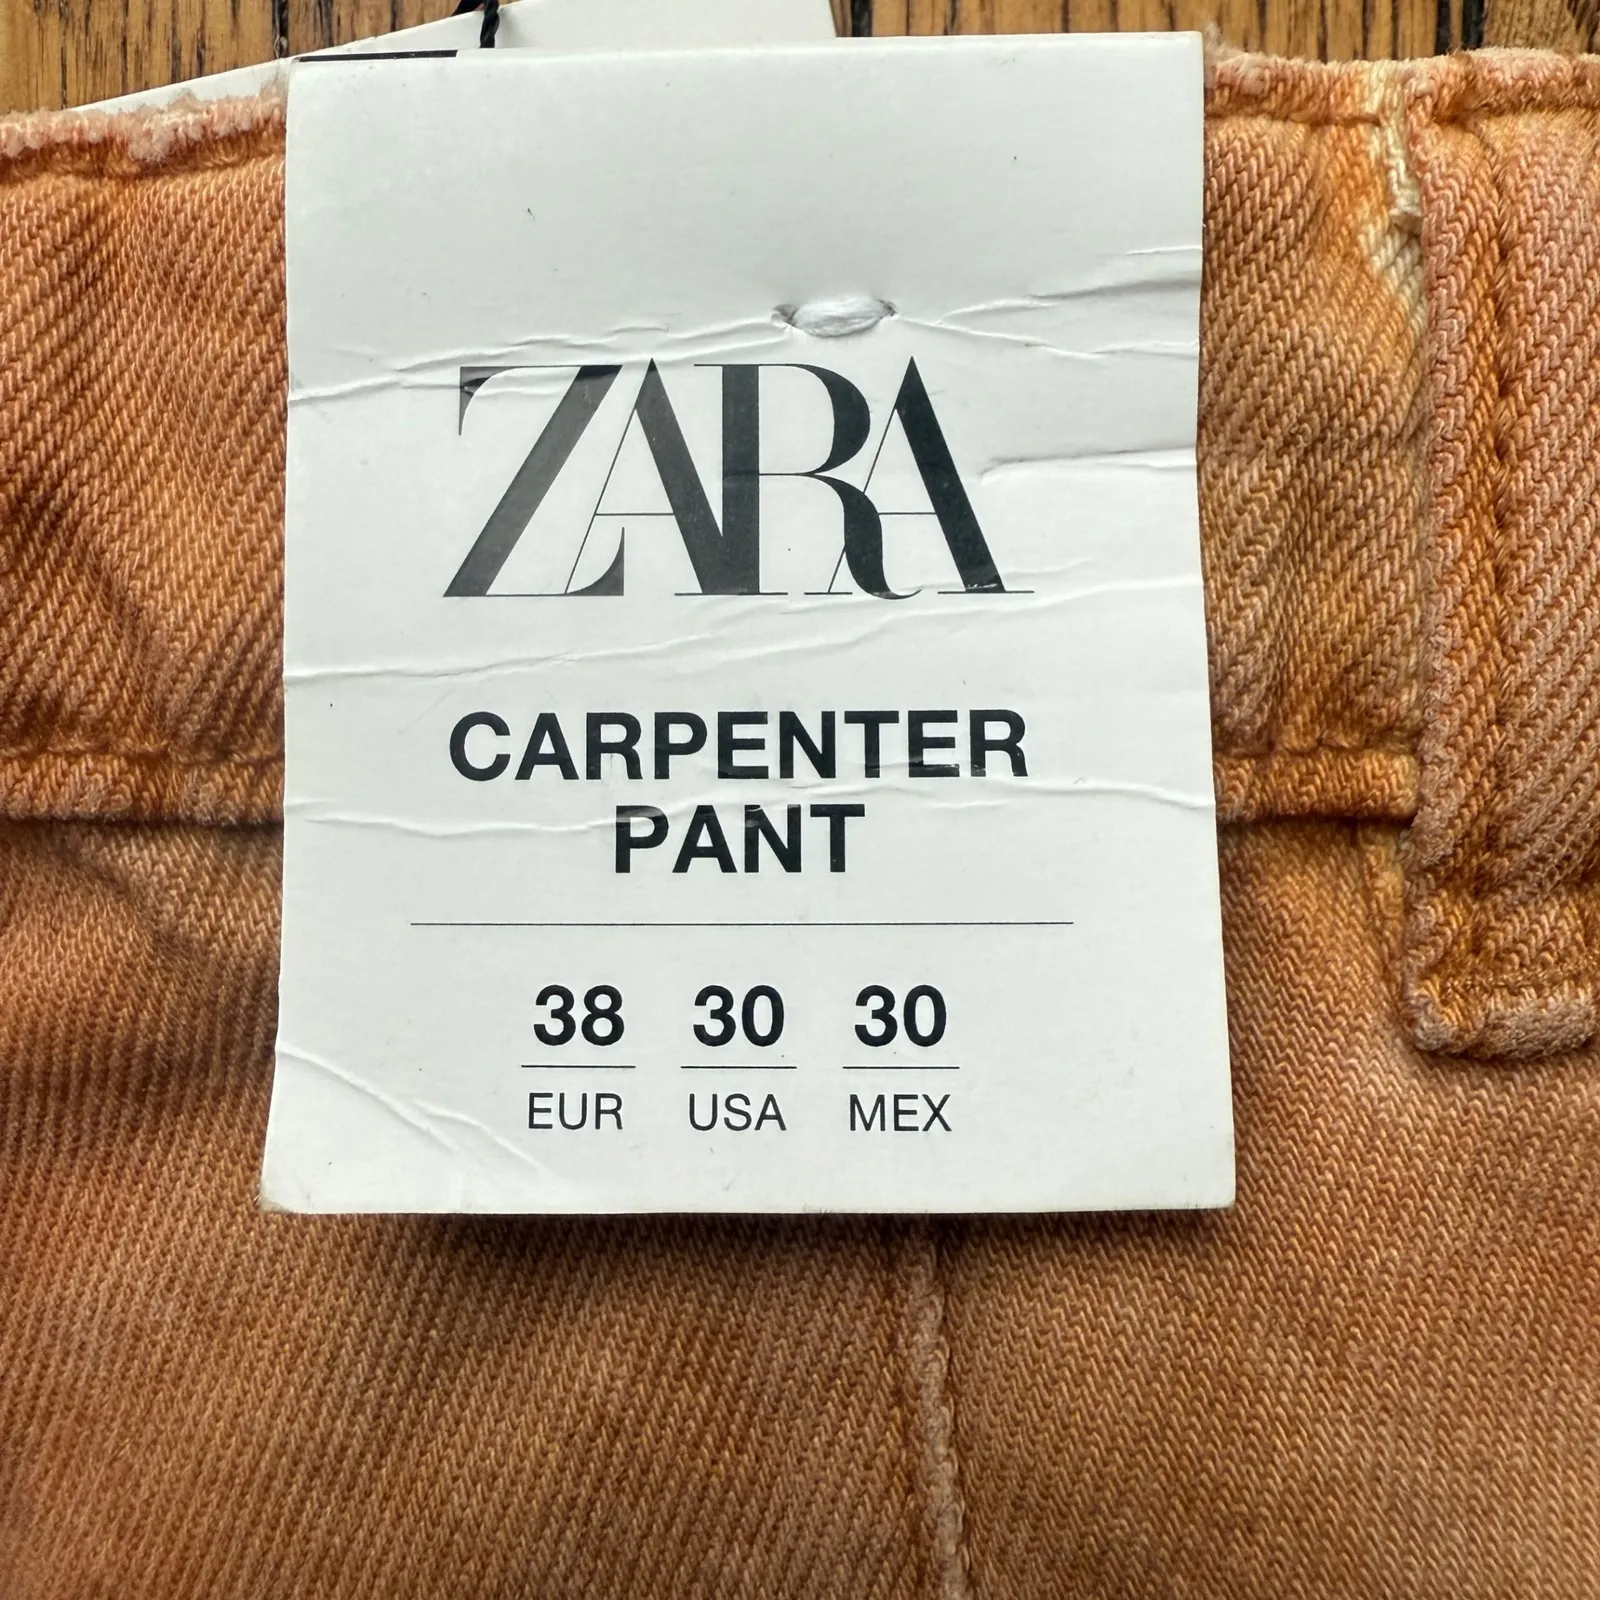 ZARA
CARPENTER
PANT
38 30 30
EUR USA MEX